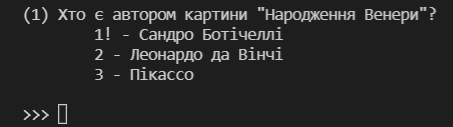 (1) Хто є автором картини "Народження Венери"?
1! - Сандро Ботічеллі
2 - Леонардо да Вінчі
3 - Пікассо
>>>